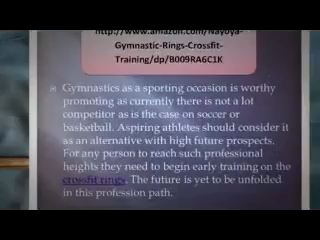 http://www.amazon.com/Nayoya-
Gymnastic-Rings-Crossfit-
Training/dp/B009RA6C1K
Gymnastics as a sporting occasion is worthy
promoting as currently there is not a lot
competitor as is the case on soccer or
basketball. Aspiring athletes should consider it
as an alternative with high future prospects.
For any person to reach such professional
heights they need to begin early training on the
crossfit rings. The future is yet to be unfolded
in this profession path.